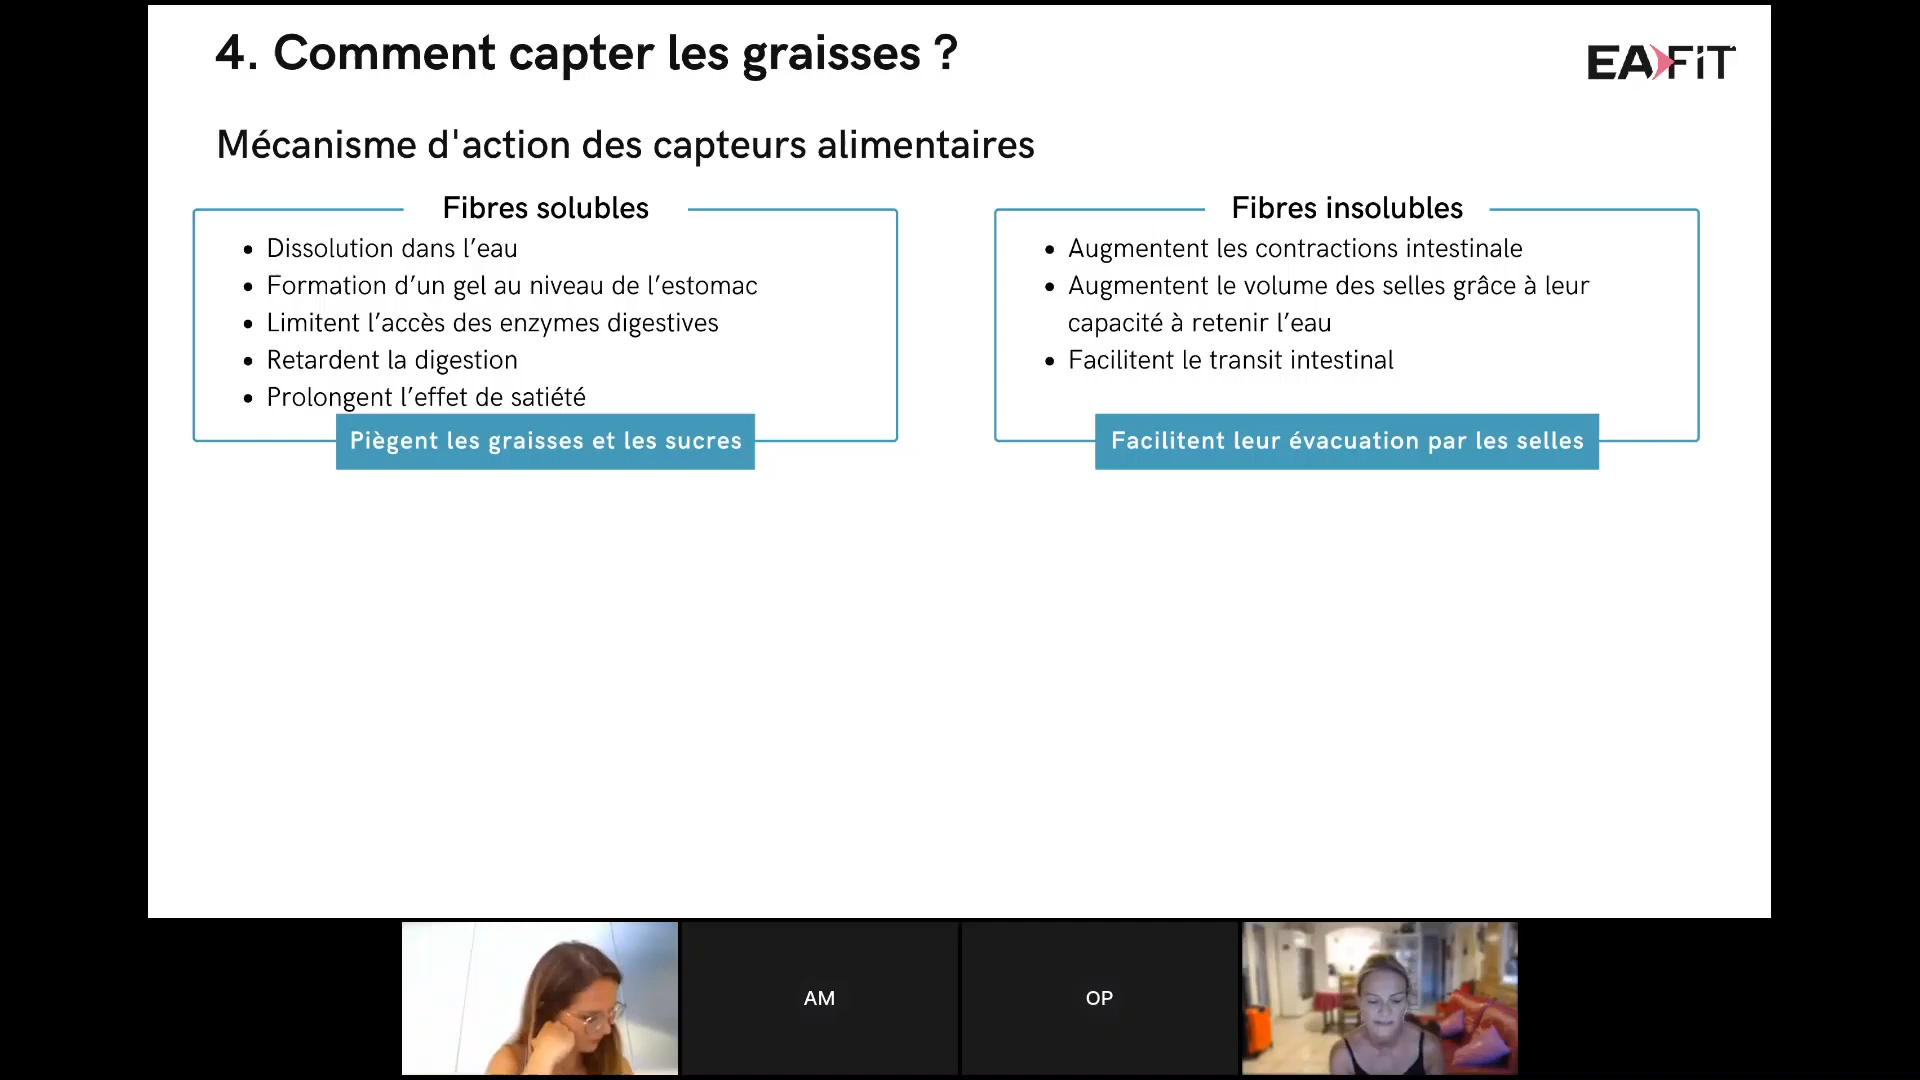 4. Comment capter les graisses ?
EAFIT
Mécanisme d'action des capteurs alimentaires
Fibres solubles
• Dissolution dans l’eau
• Formation d’un gel au niveau de l’estomac
• Limitent l’accès des enzymes digestives
• Retardent la digestion
• Prolongent l’effet de satiété
Piègent les graisses et les sucres
Fibres insolubles
• Augmentent les contractions intestinale
• Augmentent le volume des selles grâce à leur
capacité à retenir l’eau
• Facilitent le transit intestinal
Facilitent leur évacuation par les selles
AM
OP